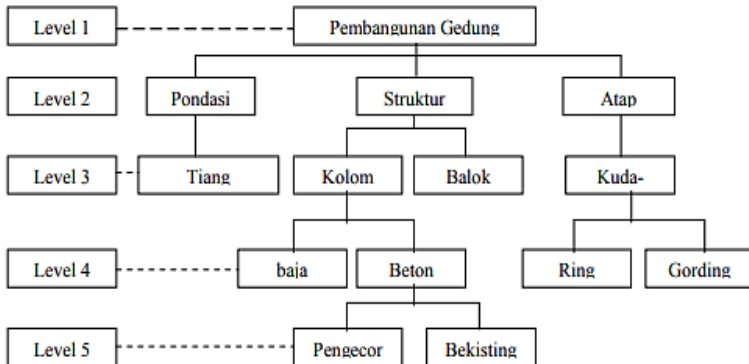 Level 1
Pembangunan Gedung
Level 2
Pondasi
Struktur
Atap
Level 3
Tiang
Kolom
Balok
Kuda-
Level 4
baja
Beton
Ring
Gording
Level 5
Pengecor
Bekisting